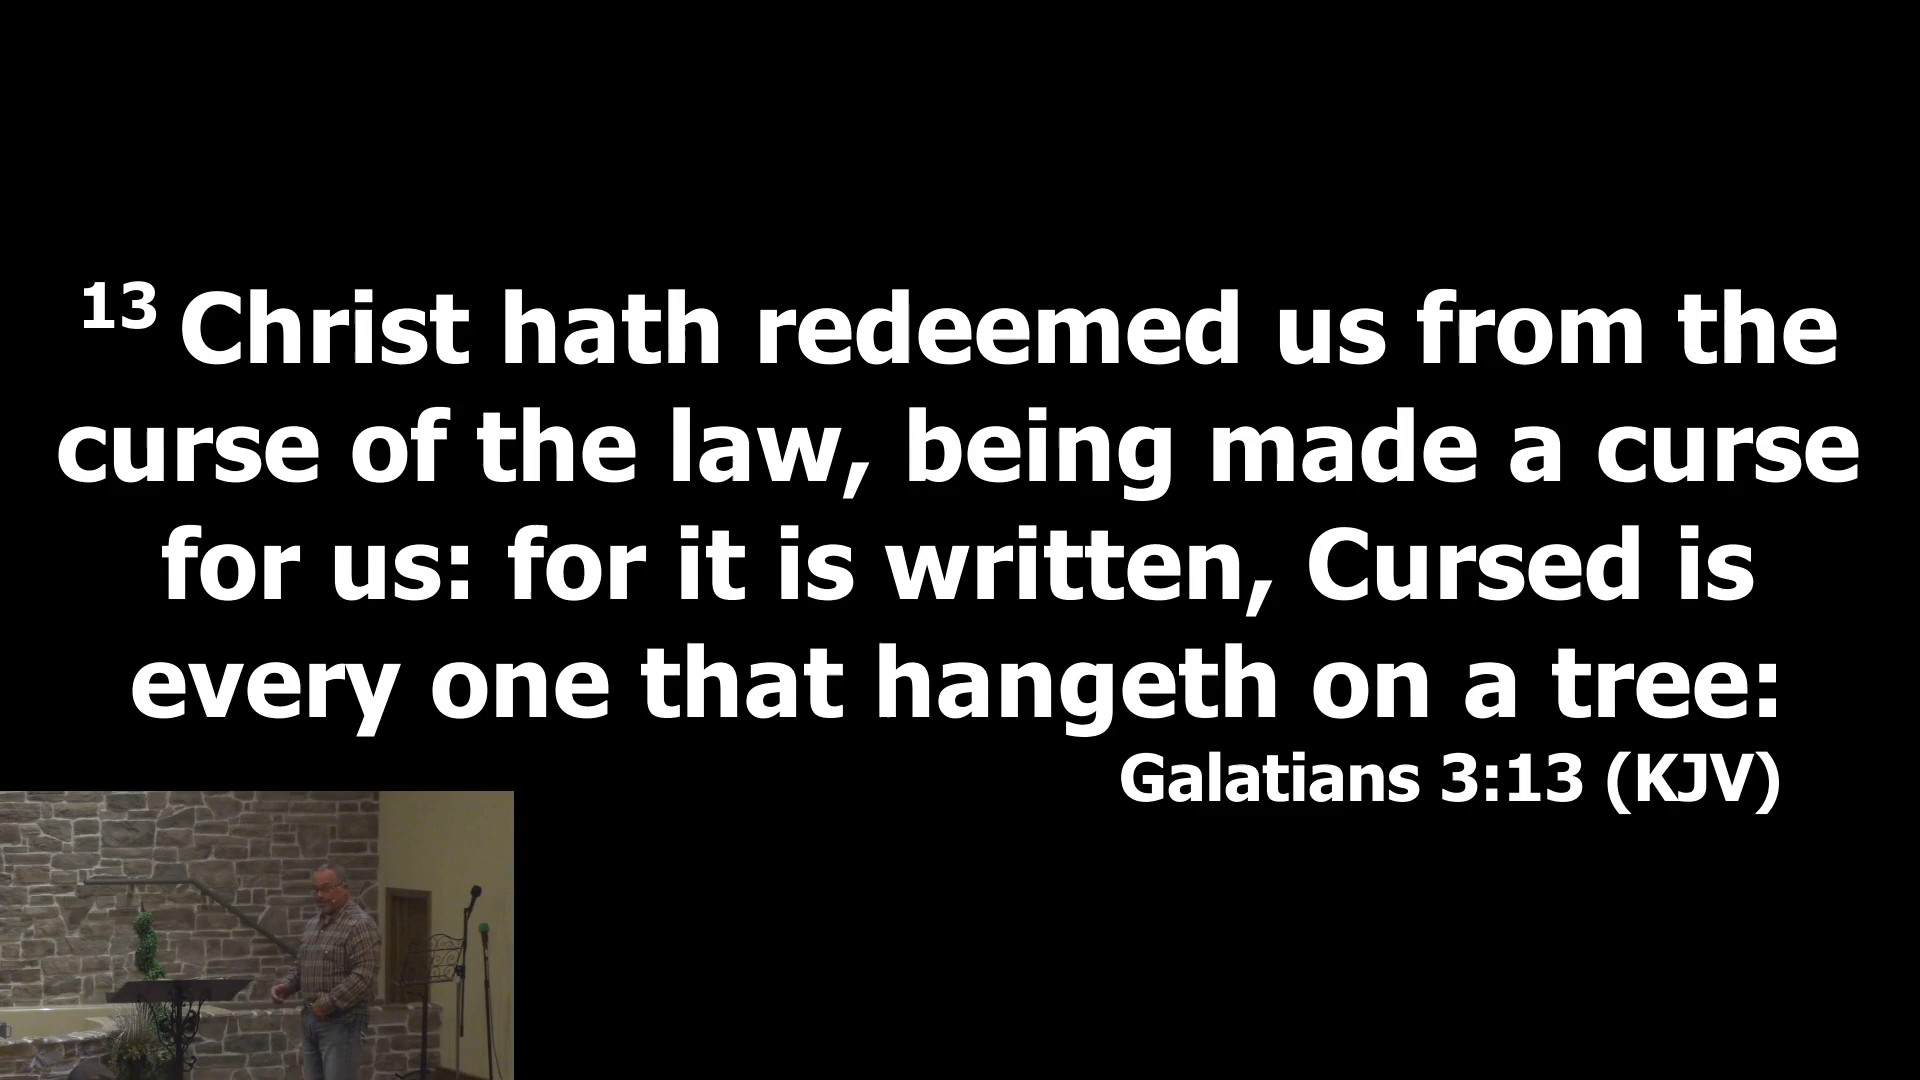 13 Christ hath redeemed us from the
curse of the law, being made a curse
for us: for it is written, Cursed is
every one that hangeth on a tree:
Galatians 3:13 (KJV)